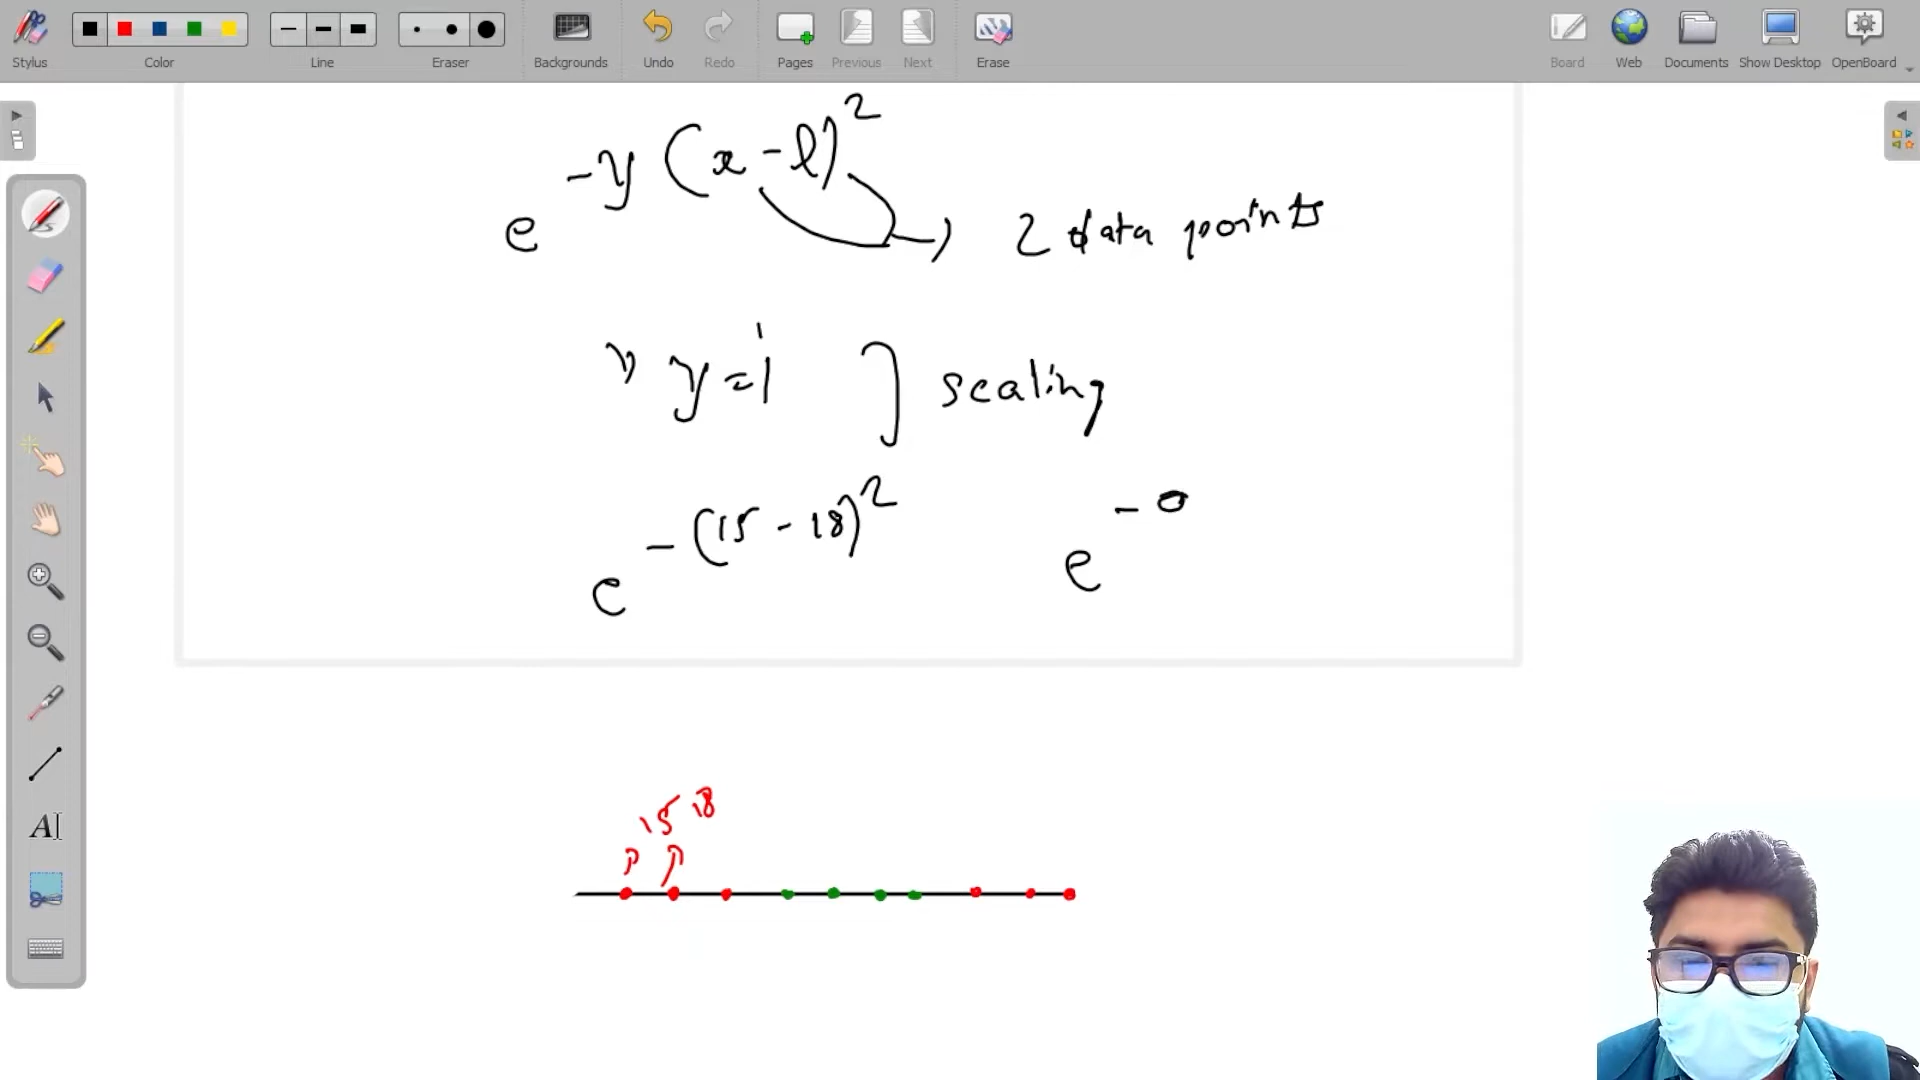 Stylus Color Line Eraser Backgrounds Undo Redo Pages Previous Next Erase Board Web Documents Show Desktop OpenBoard
e^-γ(x-l)^2
2 data points
1) γ=1 ] scaling
e^-(15-18)^2 e^-0
15 18